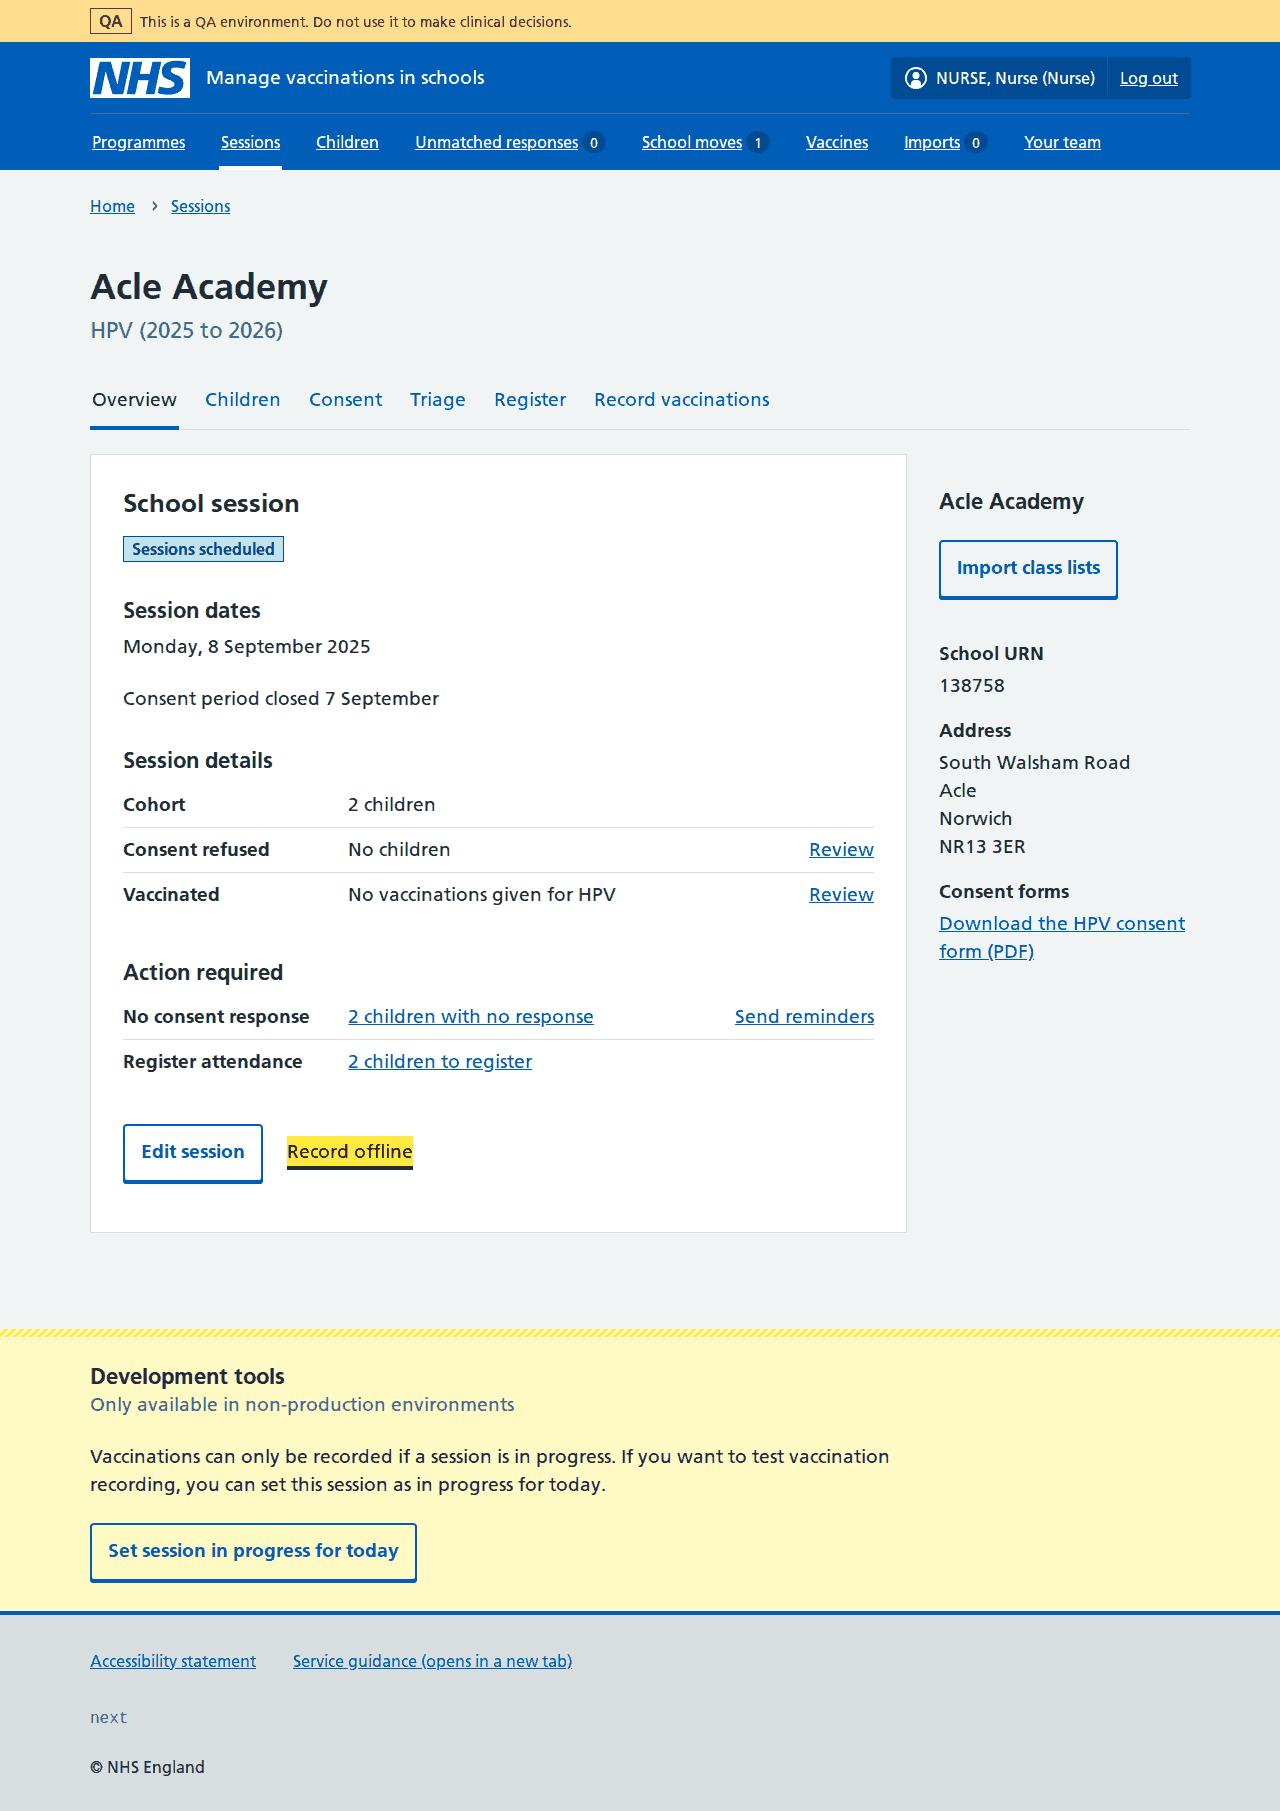 QA This is a QA environment. Do not use it to make clinical decisions.
NHS Manage vaccinations in schools NURSE, Nurse (Nurse) Log out
Programmes Sessions Children Unmatched responses 0 School moves 1 Vaccines Imports 0 Your team
Home › Sessions
Acle Academy
HPV (2025 to 2026)
Overview Children Consent Triage Register Record vaccinations
School session
Sessions scheduled
Session dates
Monday, 8 September 2025
Consent period closed 7 September
Session details
Cohort 2 children
Consent refused No children Review
Vaccinated No vaccinations given for HPV Review
Action required
No consent response 2 children with no response Send reminders
Register attendance 2 children to register
Edit session Record offline
Acle Academy
Import class lists
School URN
138758
Address
South Walsham Road
Acle
Norwich
NR13 3ER
Consent forms
Download the HPV consent
form (PDF)
Development tools
Only available in non-production environments
Vaccinations can only be recorded if a session is in progress. If you want to test vaccination
recording, you can set this session as in progress for today.
Set session in progress for today
Accessibility statement Service guidance (opens in a new tab)
next
© NHS England